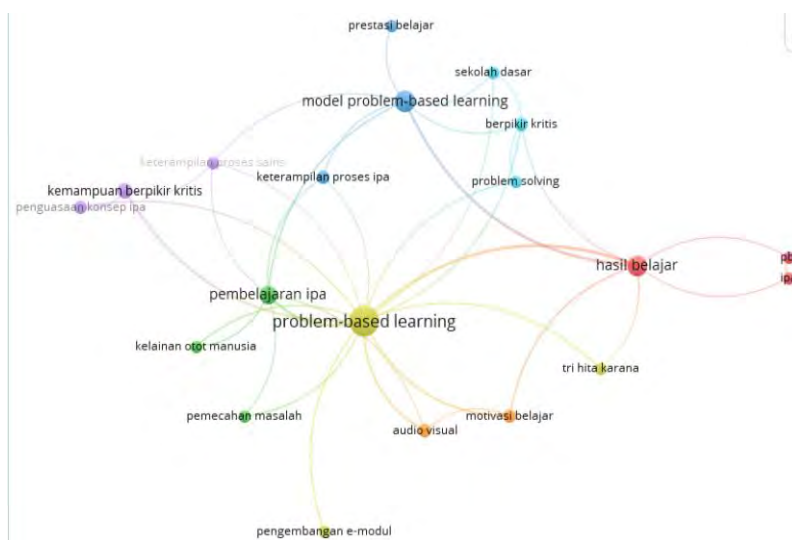 prestasi belajar
sekolah dasar
model problem-based learning
berpikir kritis
keterampilan proses sains
keterampilan proses ipa
problem solving
kemampuan berpikir kritis
penguasaan konsep ipa
hasil belajar
pembelajaran ipa
problem-based learning
kelainan otot manusia
tri hita karana
pemecahan masalah
motivasi belajar
audio visual
pengembangan e-modul